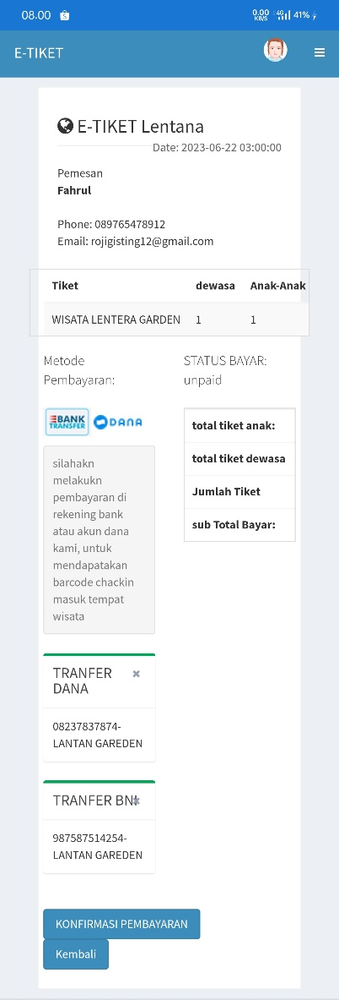 08.00
0.00 KB/S 4G 41%
E-TIKET
E-TIKET Lentana
Date: 2023-06-22 03:00:00
Pemesan
Fahrul
Phone: 089765478912
Email: rojigisting12@gmail.com
Tiket dewasa Anak-Anak
WISATA LENTERA GARDEN 1 1
Metode
Pembayaran:
BANK
TRANSFER
DANA
silahakn
melakukn
pembayaran di
rekening bank
atau akun dana
kami, untuk
mendapatakan
barcode chackin
masuk tempat
wisata
STATUS BAYAR:
unpaid
total tiket anak:
total tiket dewasa
Jumlah Tiket
sub Total Bayar:
TRANFER
DANA
08237837874-
LANTAN GAREDEN
TRANFER BNI
987587514254-
LANTAN GAREDEN
KONFIRMASI PEMBAYARAN
Kembali